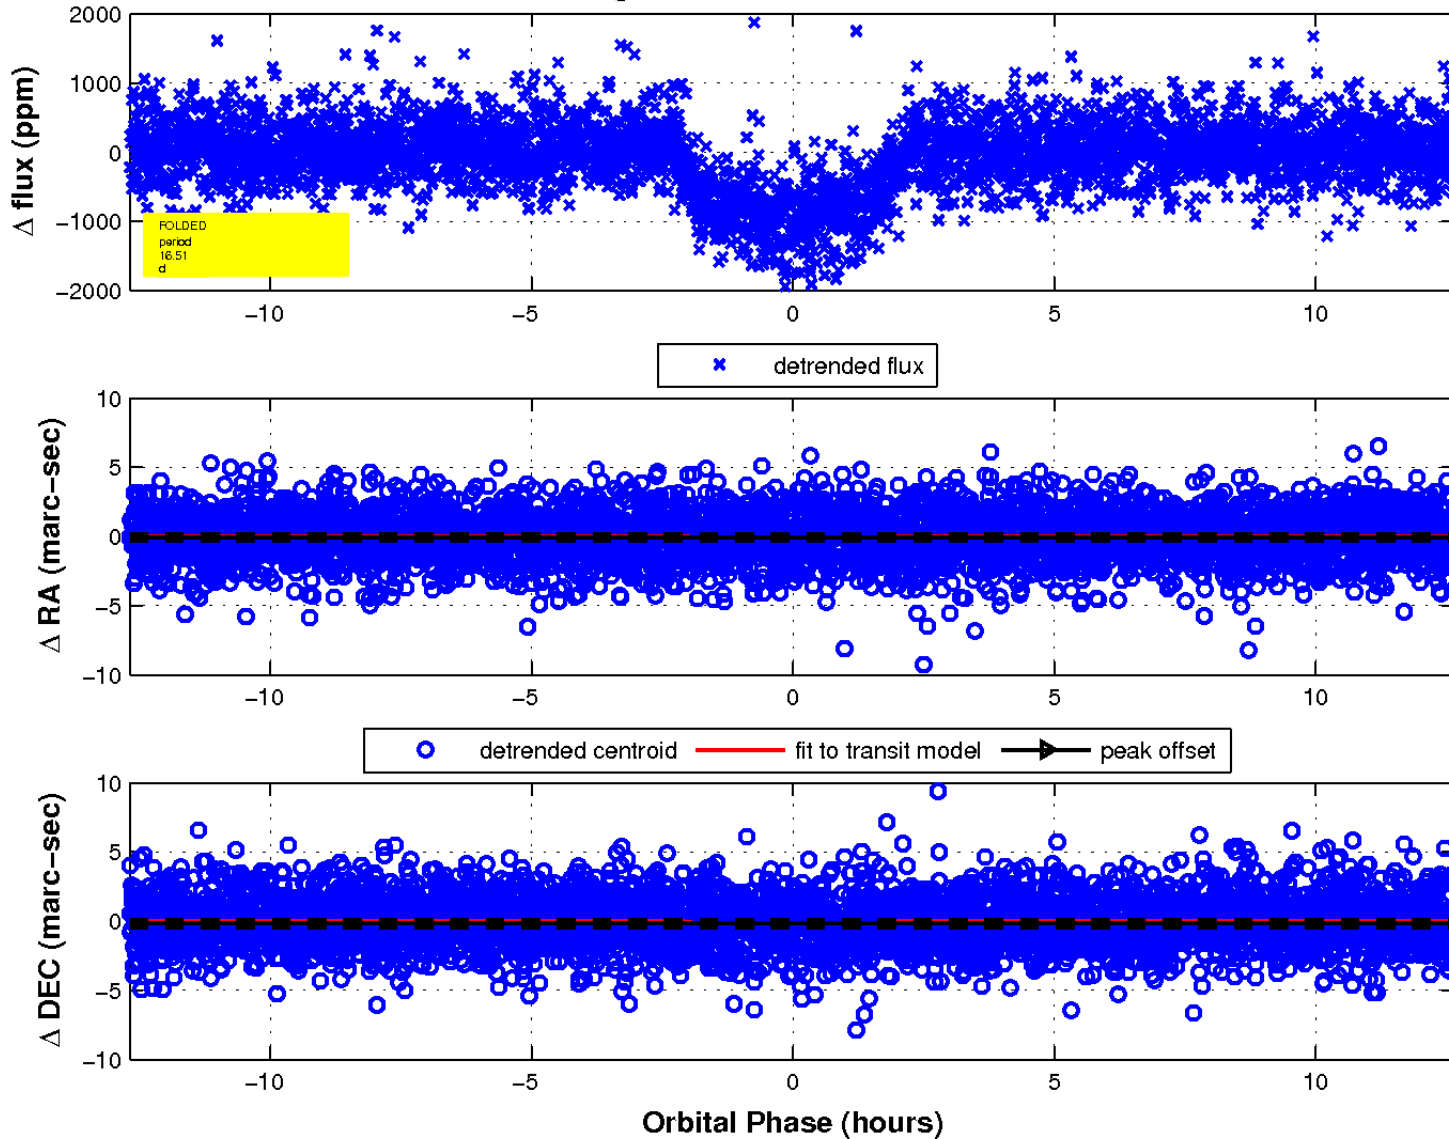 2000
1000
0
−1000
−2000
Δ flux (ppm)
FOLDED
period
16.51
d
−10
−5
0
5
10
detrended flux
10
5
0
−5
−10
Δ RA (marc−sec)
−10
−5
0
5
10
detrended centroid
fit to transit model
peak offset
10
5
0
−5
−10
Δ DEC (marc−sec)
−10
−5
0
5
10
Orbital Phase (hours)